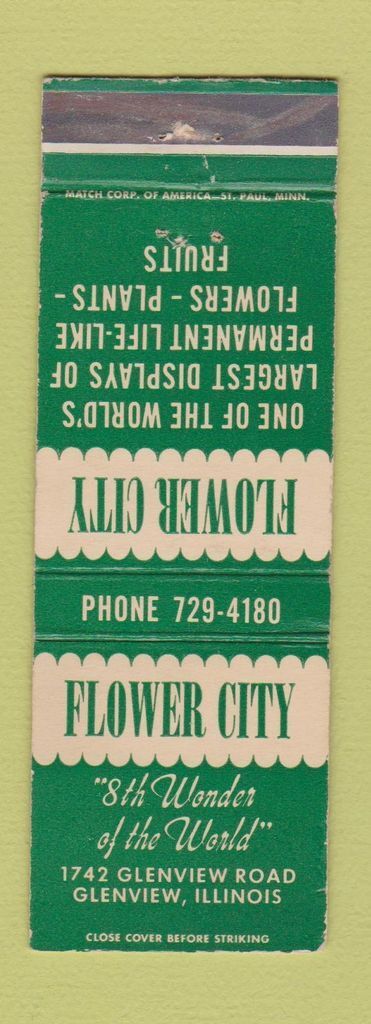 MATCH CORP. OF AMERICA—ST. PAUL, MINN.
FLOWER CITY
ONE OF THE WORLD'S
LARGEST DISPLAYS OF
PERMANENT LIFE-LIKE
FLOWERS - PLANTS -
FRUITS
PHONE 729-4180
FLOWER CITY
"8th Wonder
of the World"
1742 GLENVIEW ROAD
GLENVIEW, ILLINOIS
CLOSE COVER BEFORE STRIKING